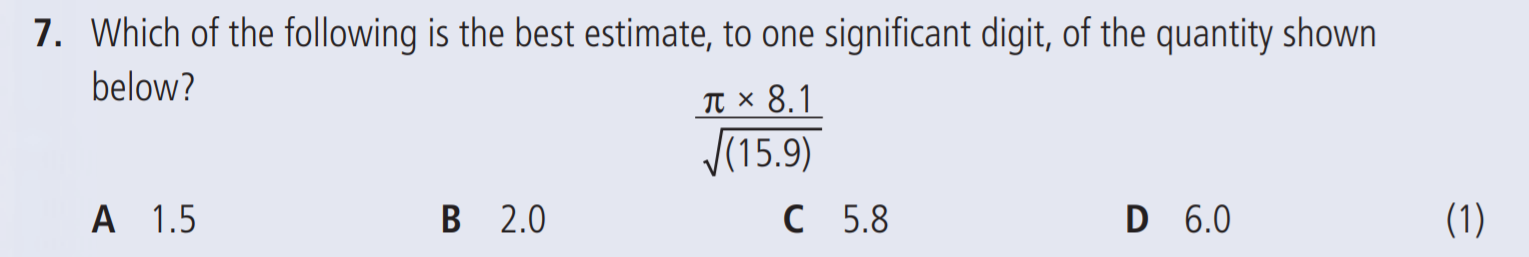 7. Which of the following is the best estimate, to one significant digit, of the quantity shown
below?
π × 8.1
√(15.9)
A 1.5 B 2.0 C 5.8 D 6.0 (1)